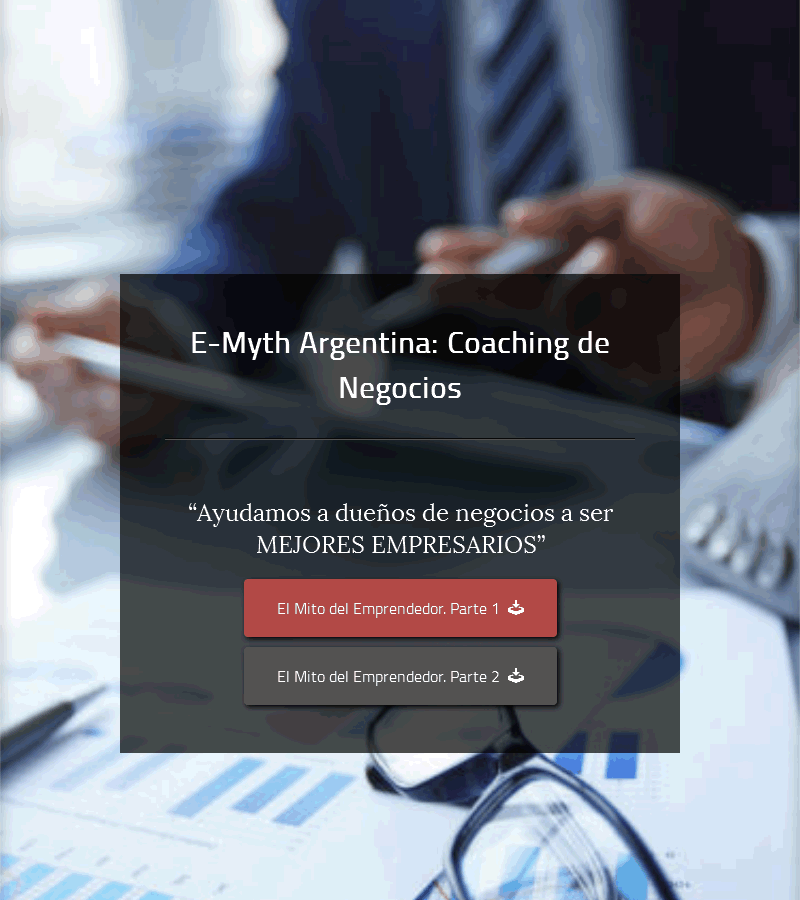 E-Myth Argentina: Coaching de
Negocios
“Ayudamos a dueños de negocios a ser
MEJORES EMPRESARIOS”
El Mito del Emprendedor. Parte 1
El Mito del Emprendedor. Parte 2